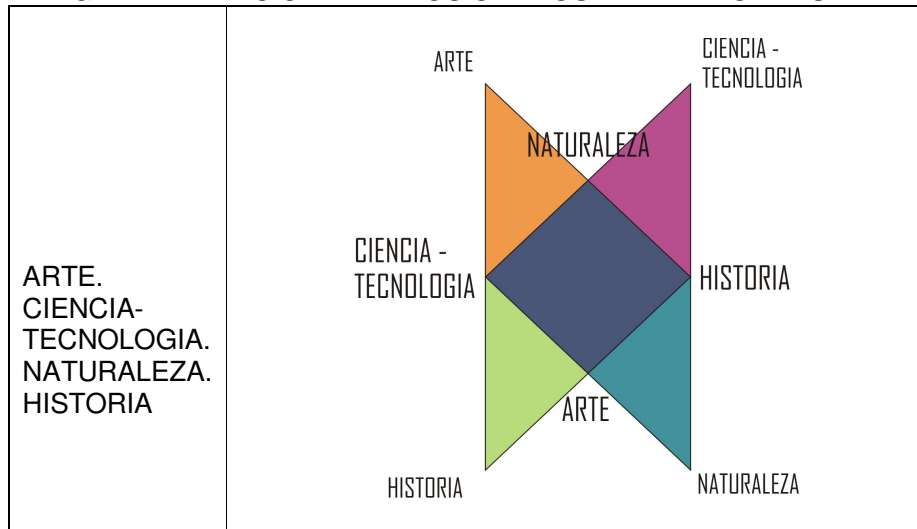 ARTE.
CIENCIA-
TECNOLOGIA.
NATURALEZA.
HISTORIA
ARTE
CIENCIA -
TECNOLOGIA
NATURALEZA
CIENCIA -
TECNOLOGIA
HISTORIA
ARTE
HISTORIA
NATURALEZA